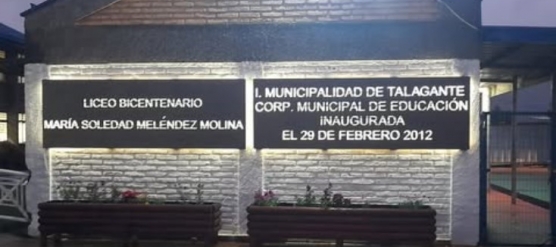 LICEO BICENTENARIO
MARÍA SOLEDAD MELÉNDEZ MOLINA
I. MUNICIPALIDAD DE TALAGANTE
CORP. MUNICIPAL DE EDUCACIÓN
INAUGURADA
EL 29 DE FEBRERO 2012